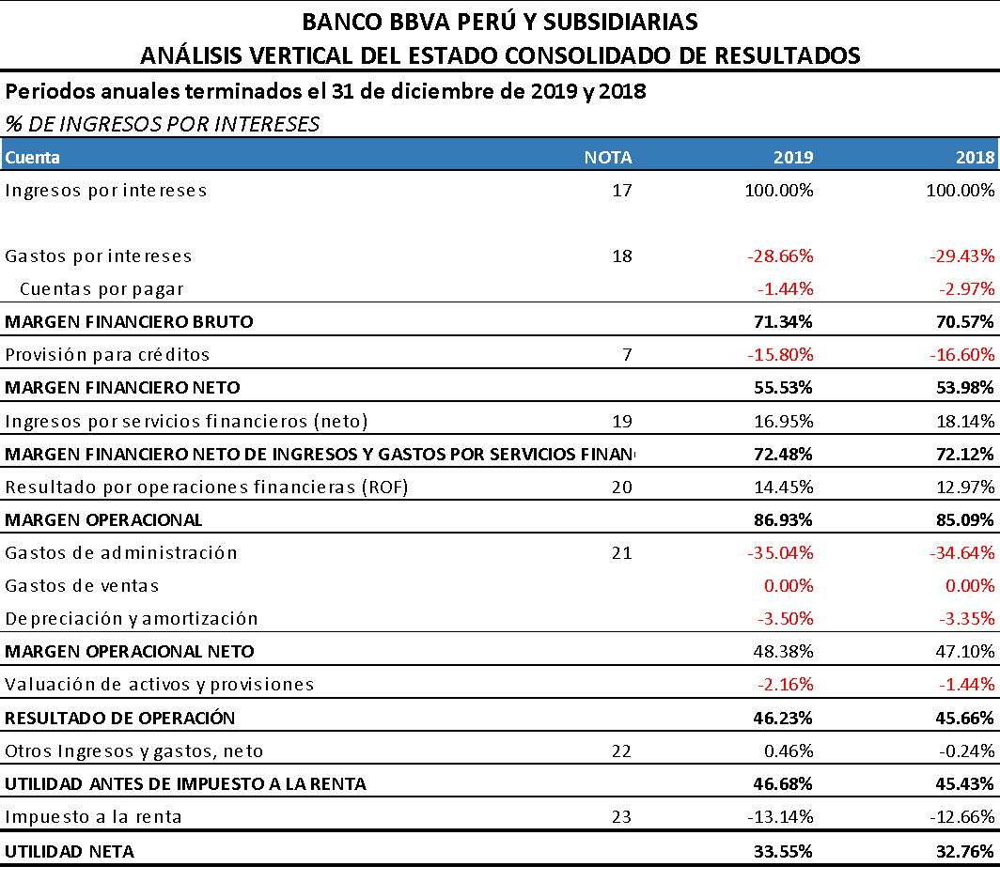 BANCO BBVA PERÚ Y SUBSIDIARIAS
ANÁLISIS VERTICAL DEL ESTADO CONSOLIDADO DE RESULTADOS
Periodos anuales terminados el 31 de diciembre de 2019 y 2018
% DE INGRESOS POR INTERESES
Cuenta NOTA 2019 2018
Ingresos por intereses 17 100.00% 100.00%
Gastos por intereses 18 -28.66% -29.43%
Cuentas por pagar -1.44% -2.97%
MARGEN FINANCIERO BRUTO 71.34% 70.57%
Provisión para créditos 7 -15.80% -16.60%
MARGEN FINANCIERO NETO 55.53% 53.98%
Ingresos por servicios financieros (neto) 19 16.95% 18.14%
MARGEN FINANCIERO NETO DE INGRESOS Y GASTOS POR SERVICIOS FINAN 72.48% 72.12%
Resultado por operaciones financieras (ROF) 20 14.45% 12.97%
MARGEN OPERACIONAL 86.93% 85.09%
Gastos de administración 21 -35.04% -34.64%
Gastos de ventas 0.00% 0.00%
Depreciación y amortización -3.50% -3.35%
MARGEN OPERACIONAL NETO 48.38% 47.10%
Valuación de activos y provisiones -2.16% -1.44%
RESULTADO DE OPERACIÓN 46.23% 45.66%
Otros Ingresos y gastos, neto 22 0.46% -0.24%
UTILIDAD ANTES DE IMPUESTO A LA RENTA 46.68% 45.43%
Impuesto a la renta 23 -13.14% -12.66%
UTILIDAD NETA 33.55% 32.76%